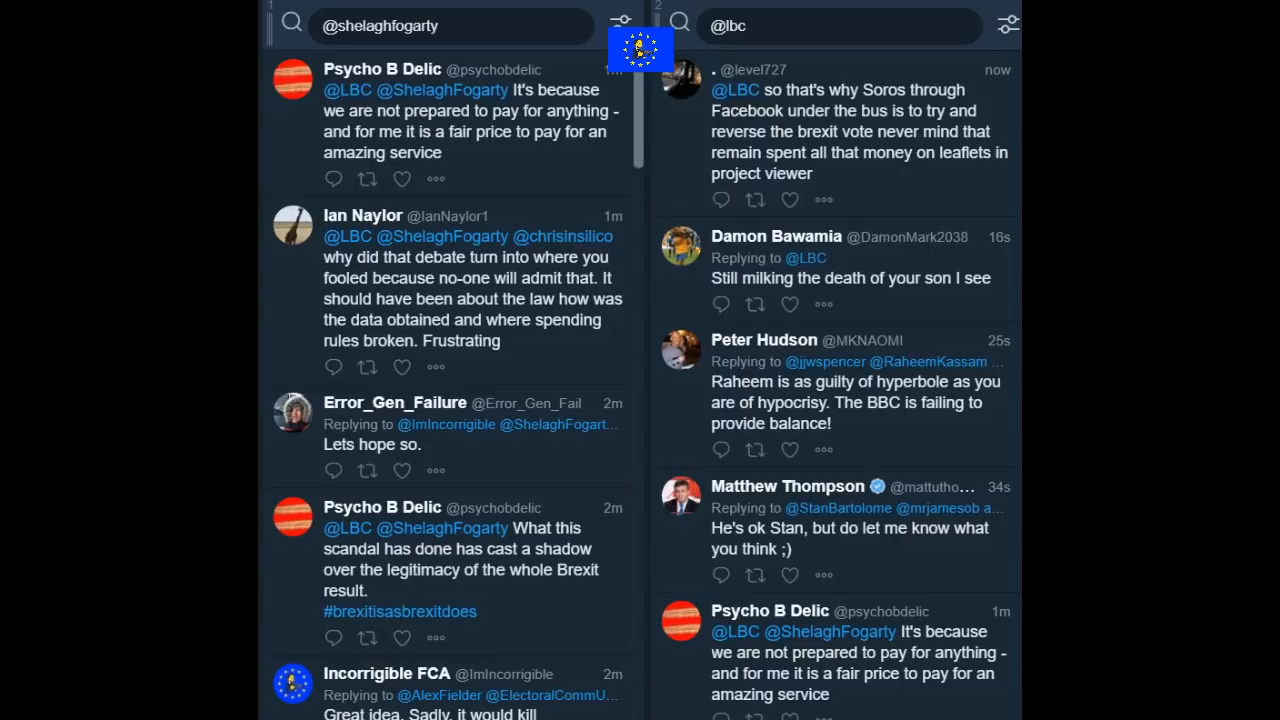 1
@shelaghfogarty
Psycho B Delic @psychobdelic
@LBC @ShelaghFogarty It's because
we are not prepared to pay for anything -
and for me it is a fair price to pay for an
amazing service
Ian Naylor @IanNaylor1 1m
@LBC @ShelaghFogarty @chrisinsilico
why did that debate turn into where you
fooled because no-one will admit that. It
should have been about the law how was
the data obtained and where spending
rules broken. Frustrating
Error_Gen_Failure @Error_Gen_Fail 2m
Replying to @ImIncorrigible @ShelaghFogart...
Lets hope so.
Psycho B Delic @psychobdelic 2m
@LBC @ShelaghFogarty What this
scandal has done has cast a shadow
over the legitimacy of the whole Brexit
result.
#brexitisasbrexitdoes
Incorrigible FCA @ImIncorrigible 2m
Replying to @AlexFielder @ElectoralCommU...
Great idea. Sadly, it would kill
2
@lbc
. @level727 now
@LBC so that's why Soros through
Facebook under the bus is to try and
reverse the brexit vote never mind that
remain spent all that money on leaflets in
project viewer
Damon Bawamia @DamonMark2038 16s
Replying to @LBC
Still milking the death of your son I see
Peter Hudson @MKNAOMI 25s
Replying to @jjwspencer @RaheemKassam ...
Raheem is as guilty of hyperbole as you
are of hypocrisy. The BBC is failing to
provide balance!
Matthew Thompson @mattutho... 34s
Replying to @StanBartolome @mrjamesob a...
He's ok Stan, but do let me know what
you think ;)
Psycho B Delic @psychobdelic 1m
@LBC @ShelaghFogarty It's because
we are not prepared to pay for anything -
and for me it is a fair price to pay for an
amazing service